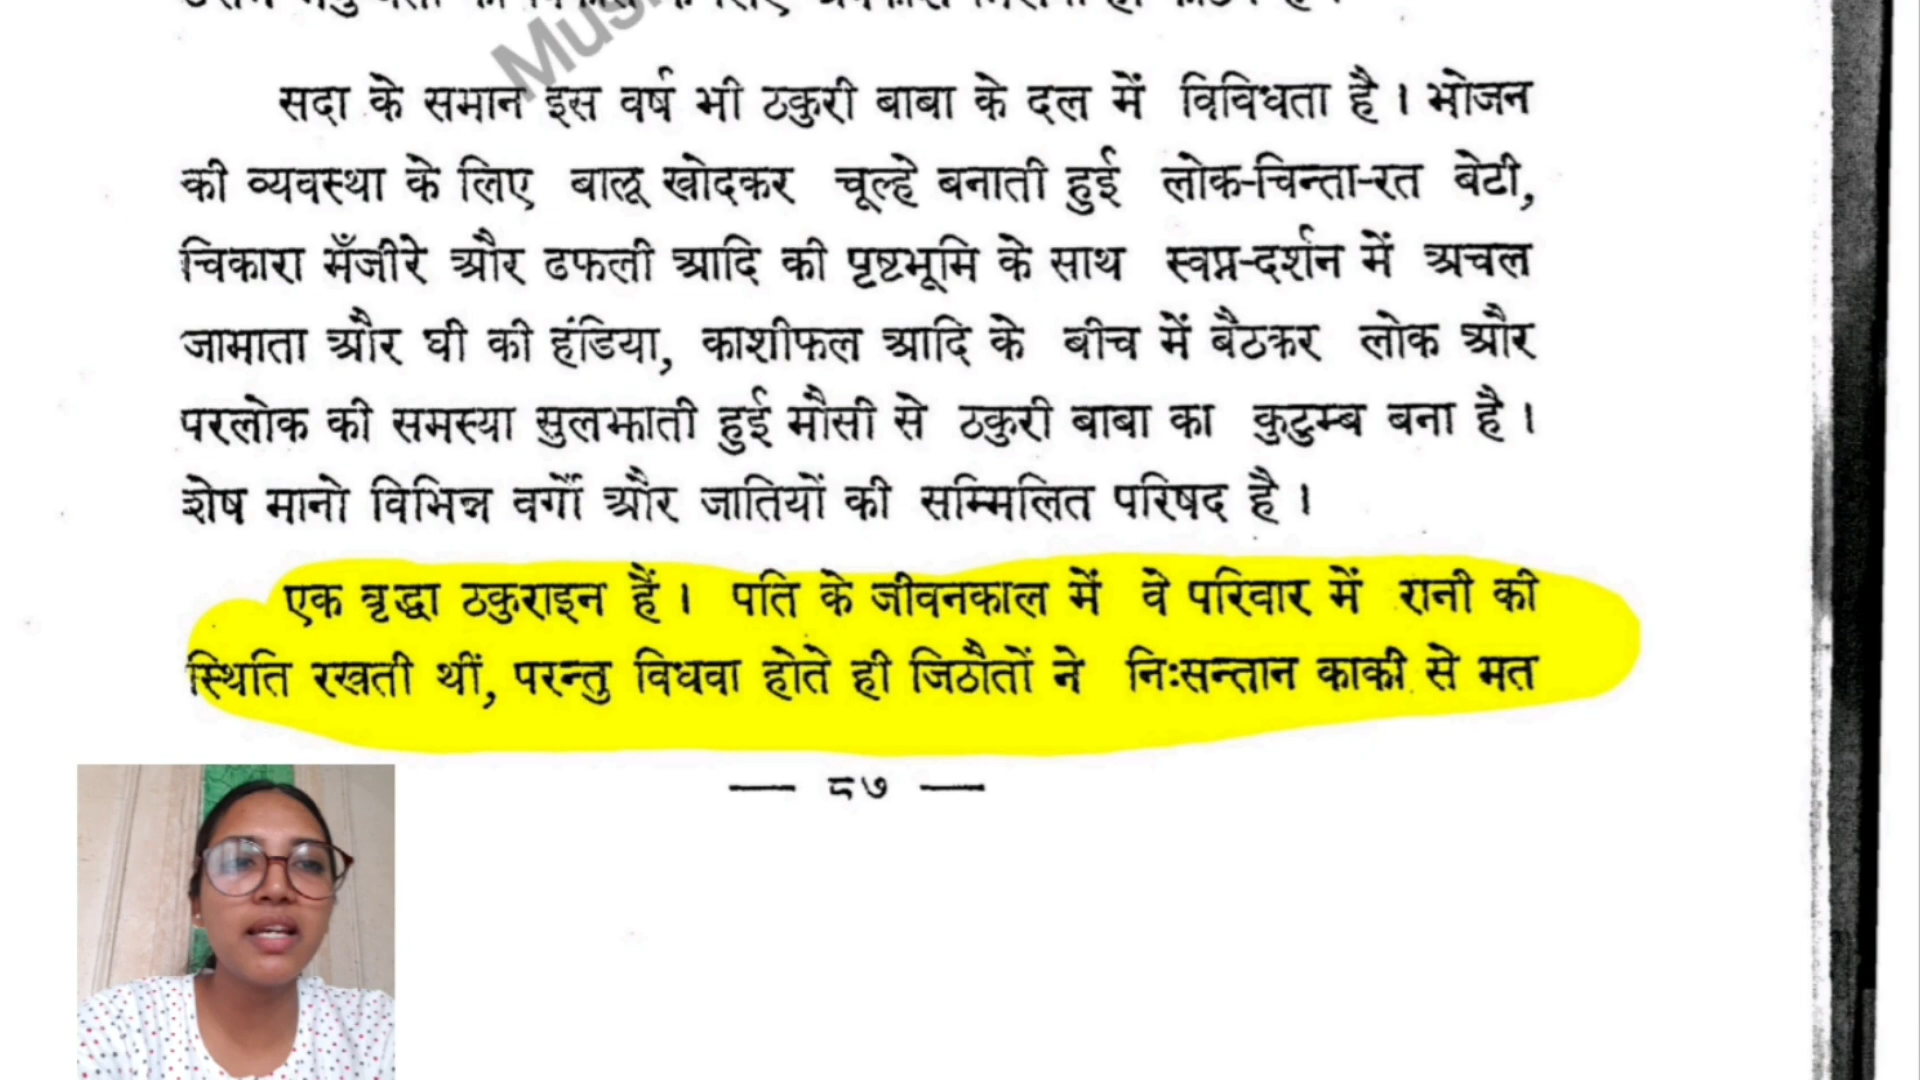 Mus
सदा के समान इस वर्ष भी ठकुरी बाबा के दल में विविधता है । भोजन
की व्यवस्था के लिए बालू खोदकर चूल्हे बनाती हुई लोक-चिन्ता-रत बेटी,
चिकारा मँजीरे और ढफली आदि की पृष्टभूमि के साथ स्वप्न-दर्शन में अचल
जामाता और घी की हंडिया, काशीफल आदि के बीच में बैठकर लोक और
परलोक की समस्या सुलझाती हुई मौसी से ठकुरी बाबा का कुटुम्ब बना है ।
शेष मानो विभिन्न वर्गों और जातियों की सम्मिलित परिषद है ।
एक वृद्धा ठकुराइन हैं । पति के जीवनकाल में वे परिवार में रानी की
स्थिति रखती थीं, परन्तु विधवा होते ही जिठौतों ने निःसन्तान काकी से मत
— ८७ —